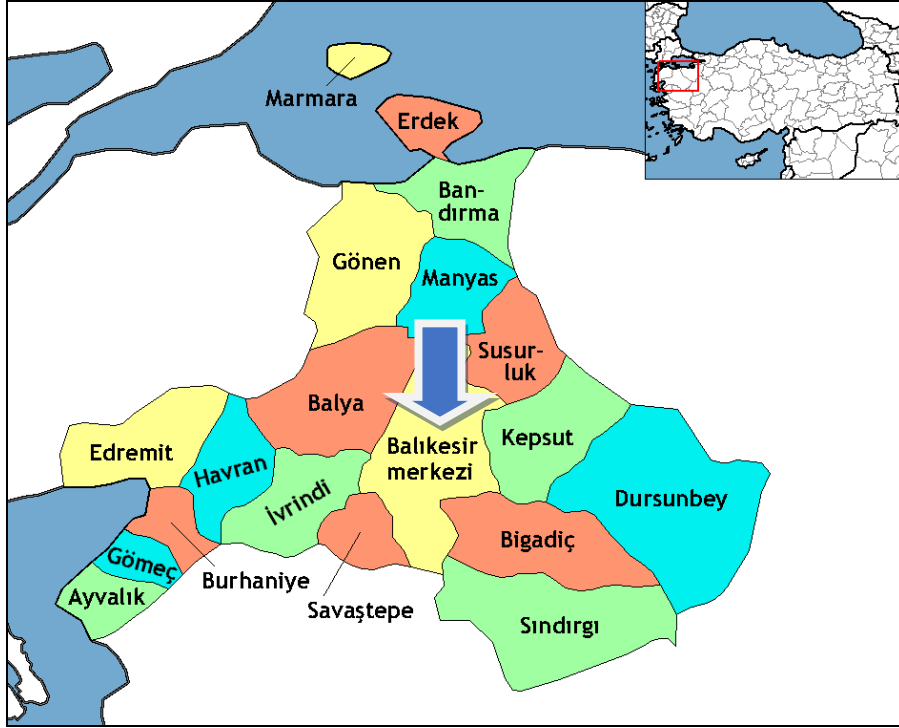 Marmara
Erdek
Ban-
dırma
Gönen
Manyas
Susur-
luk
Balya
Edremit
Havran
Balıkesir
merkezi
Kepsut
İvrindi
Dursunbey
Bigadiç
Gömeç
Burhaniye
Ayvalık
Savaştepe
Sındırgı